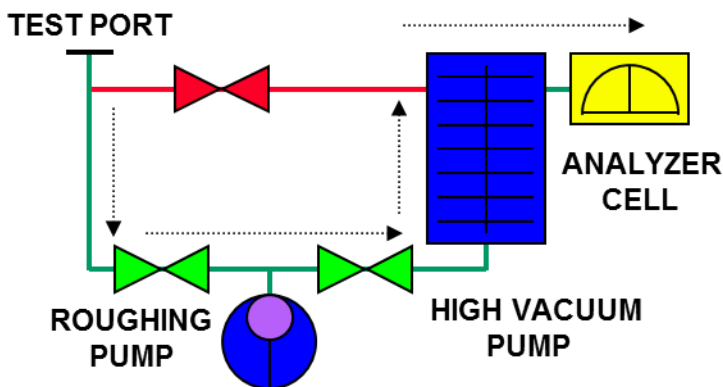 TEST PORT
ANALYZER
CELL
ROUGHING
PUMP
HIGH VACUUM
PUMP